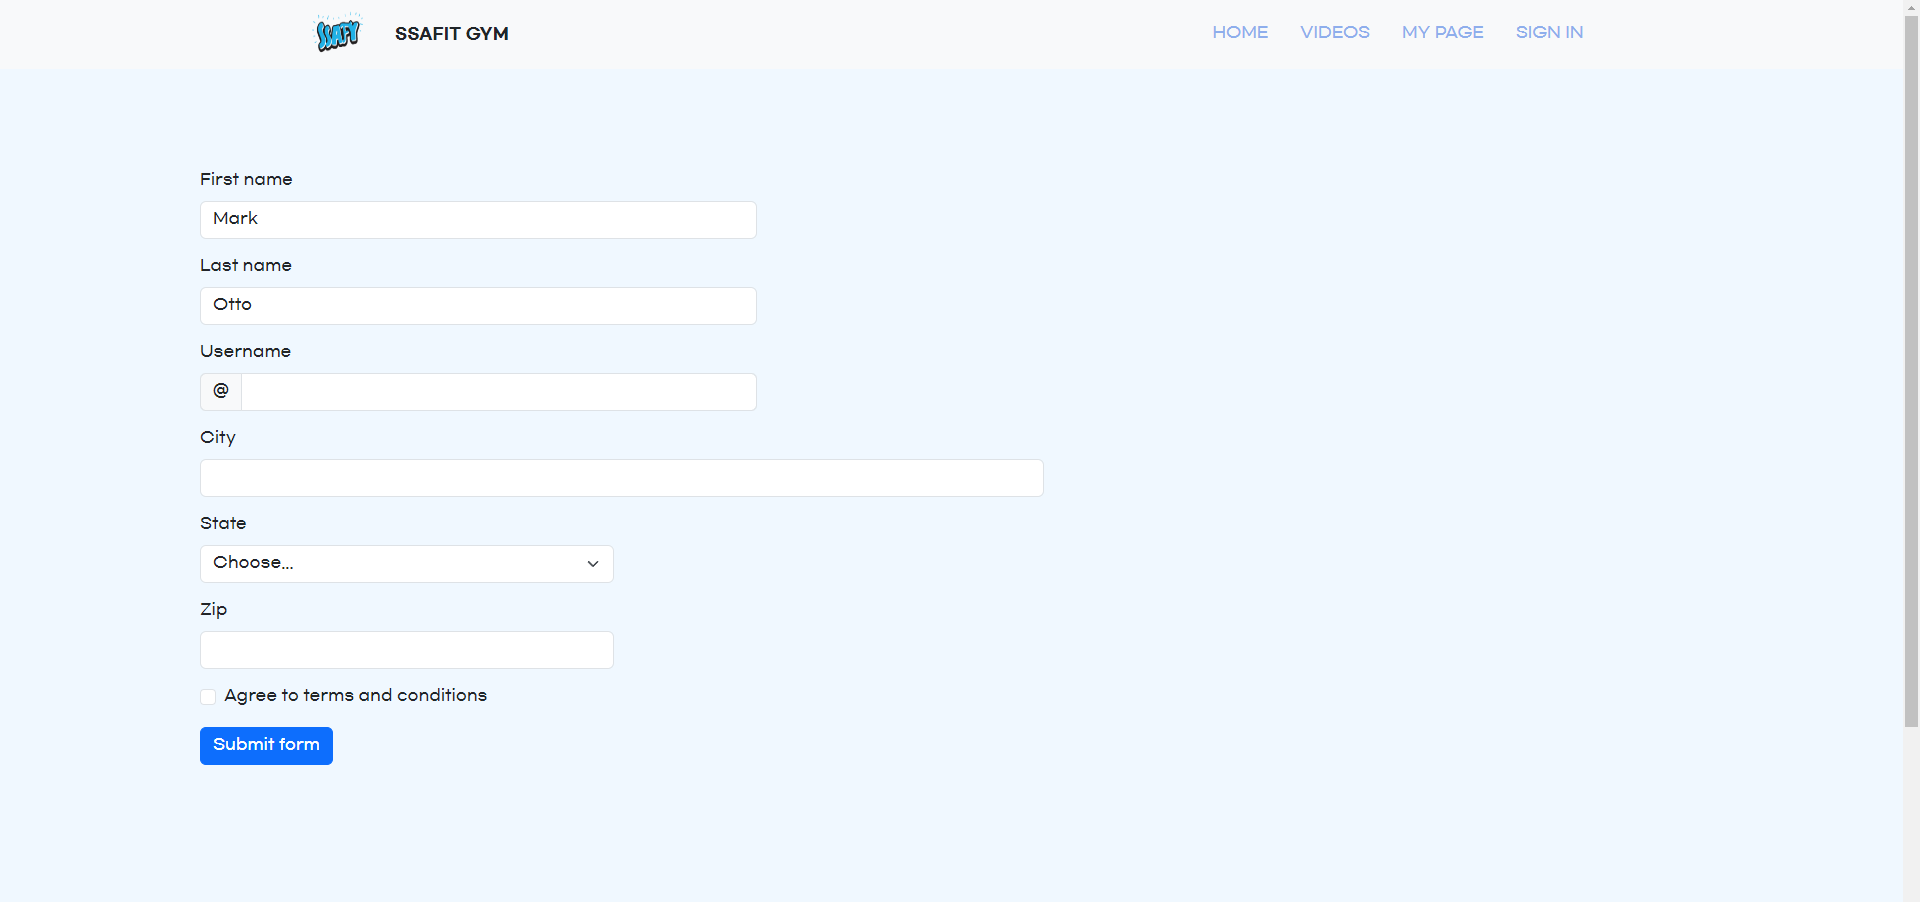 SSAFY
SSAFIT GYM
HOME
VIDEOS
MY PAGE
SIGN IN
First name
Mark
Last name
Otto
Username
@
City
State
Choose...
Zip
Agree to terms and conditions
Submit form